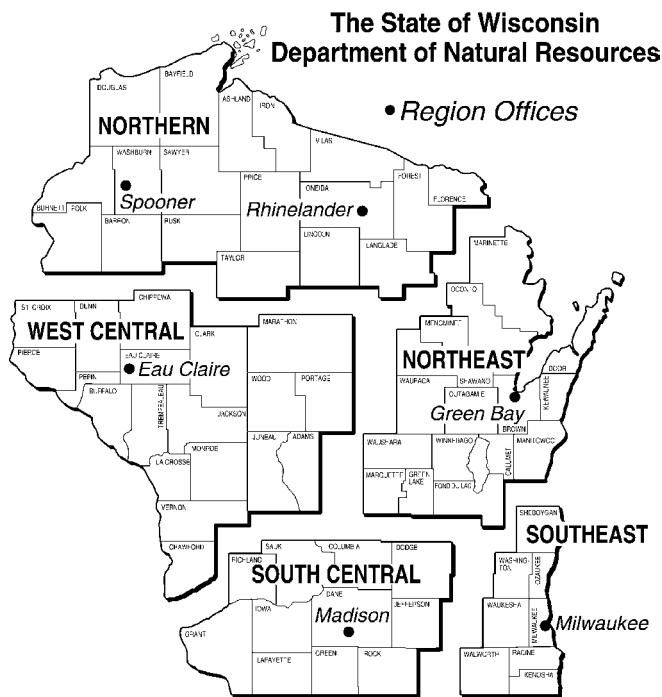 The State of Wisconsin
Department of Natural Resources
Region Offices
BAYFIELD
DOUGLAS
ASHLAND
IRON
NORTHERN
VILAS
WASHBURN
SAWYER
PRICE
FOREST
ONEIDA
Spooner
Rhinelander
FLORENCE
BURNETT
POLK
BARRON
RUSK
LINCOLN
LANGLADE
TAYLOR
MARINETTE
OCONTO
CHIPPEWA
ST. CROIX
DUNN
MARATHON
MENOMINEE
WEST CENTRAL
CLARK
PIERCE
EAU CLAIRE
NORTHEAST
Eau Claire
DOOR
PEPIN
WOOD
PORTAGE
WAUPACA
SHAWANO
BUFFALO
TREMPEALEAU
OUTAGAMIE
KEWAUNEE
JACKSON
Green Bay
BROWN
JUNEAU
ADAMS
WAUSHARA
WINNEBAGO
MANITOWOC
MONROE
CALUMET
LA CROSSE
MARQUETTE
GREEN
LAKE
FOND DU LAC
VERNON
SHEBOYGAN
SOUTHEAST
CRAWFORD
SAUK
COLUMBIA
DODGE
RICHLAND
WASHING-
TON
OZAUKEE
SOUTH CENTRAL
DANE
IOWA
JEFFERSON
WAUKESHA
MILWAUKEE
Madison
Milwaukee
GRANT
LAFAYETTE
GREEN
ROCK
WALWORTH
RACINE
KENOSHA